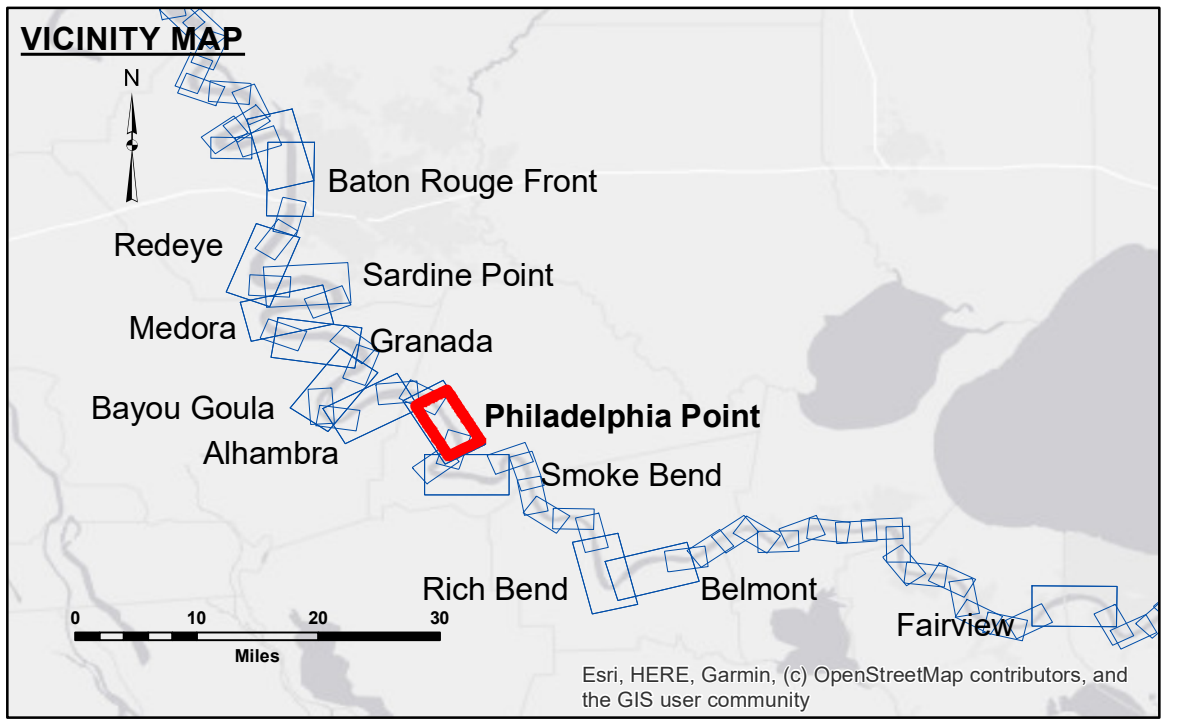 VICINITY MAP
N
Baton Rouge Front
Redeye
Sardine Point
Medora
Granada
Bayou Goula
Philadelphia Point
Alhambra
Smoke Bend
Rich Bend
Belmont
Fairview
0 10 20 30
Miles
Esri, HERE, Garmin, (c) OpenStreetMap contributors, and
the GIS user community